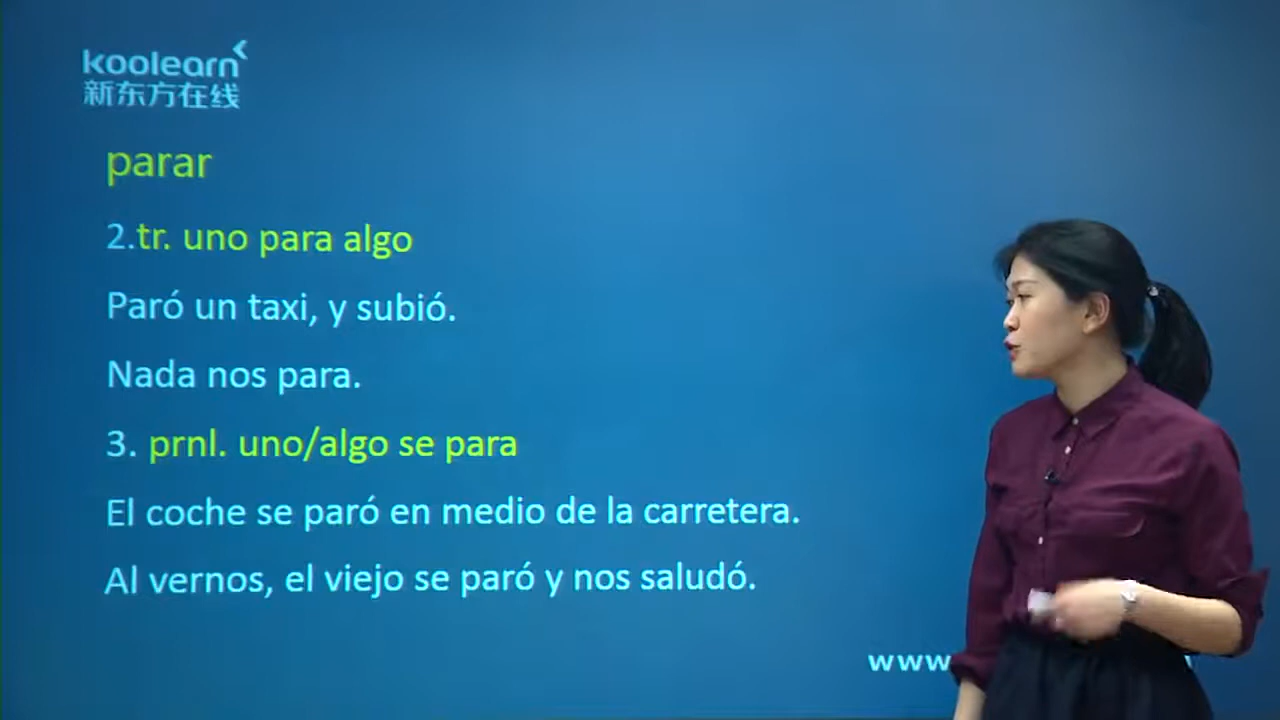 koolearn
新东方在线
parar
2.tr. uno para algo
Paró un taxi, y subió.
Nada nos para.
3. prnl. uno/algo se para
El coche se paró en medio de la carretera.
Al vernos, el viejo se paró y nos saludó.
www